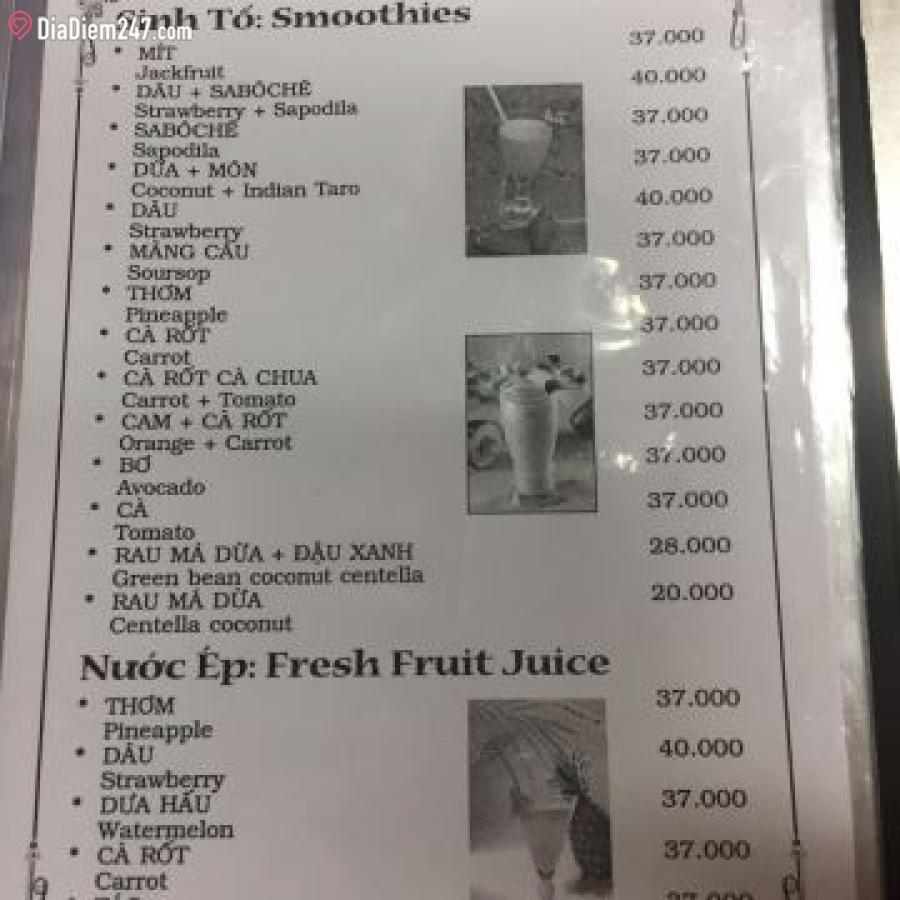 DiaDiem247.com
Sinh Tố: Smoothies
• MÍT 37.000
Jackfruit
• DÂU + SABÔCHÊ 40.000
Strawberry + Sapodila
• SABÔCHÊ 37.000
Sapodila
• DỪA + MÔN 37.000
Coconut + Indian Taro
• DÂU 40.000
Strawberry
• MÃNG CẦU 37.000
Soursop
• THƠM 37.000
Pineapple
• CÀ RỐT 37.000
Carrot
• CÀ RỐT CÀ CHUA 37.000
Carrot + Tomato
• CAM + CÀ RỐT 37.000
Orange + Carrot
• BƠ 37.000
Avocado
• CÀ 37.000
Tomato
• RAU MÁ DỪA + ĐẬU XANH 28.000
Green bean coconut centella
• RAU MÁ DỪA 20.000
Centella coconut
Nước Ép: Fresh Fruit Juice
• THƠM 37.000
Pineapple
• DÂU 40.000
Strawberry
• DƯA HẤU 37.000
Watermelon
• CÀ RỐT 37.000
Carrot
37.000